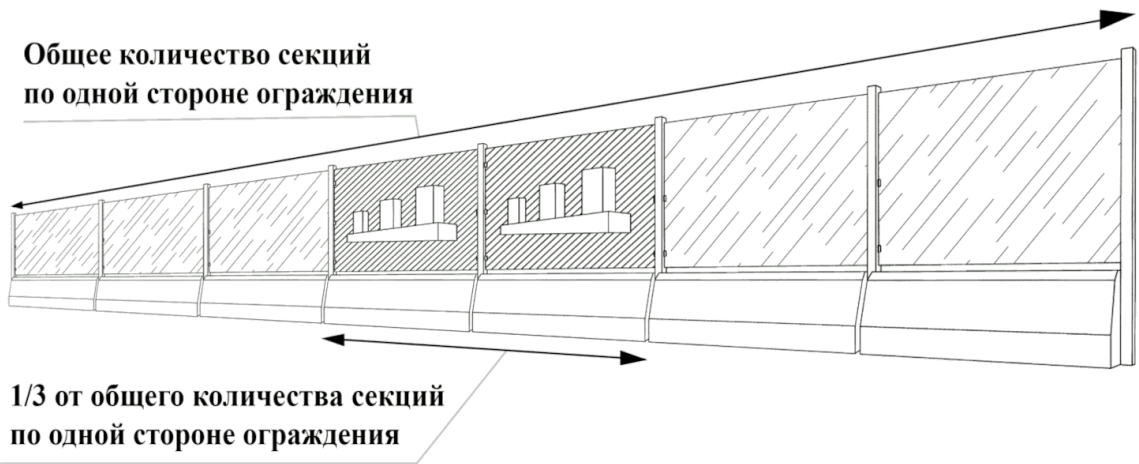 Общее количество секций
по одной стороне ограждения
1/3 от общего количества секций
по одной стороне ограждения